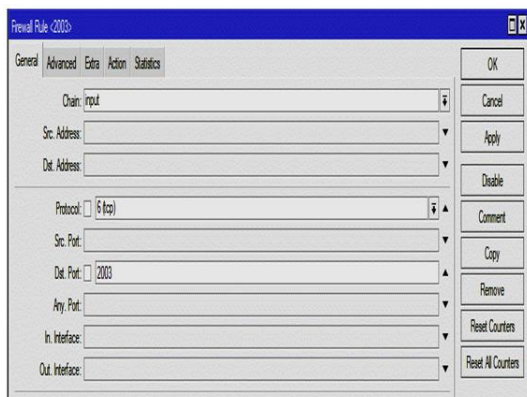 Firewall Rule <2003>
General Advanced Extra Action Statistics
Chain: input
Src. Address:
Dst. Address:
Protocol: 6 (tcp)
Src. Port:
Dst. Port: 2003
Any. Port:
In. Interface:
Out. Interface:
OK
Cancel
Apply
Disable
Comment
Copy
Remove
Reset Counters
Reset All Counters